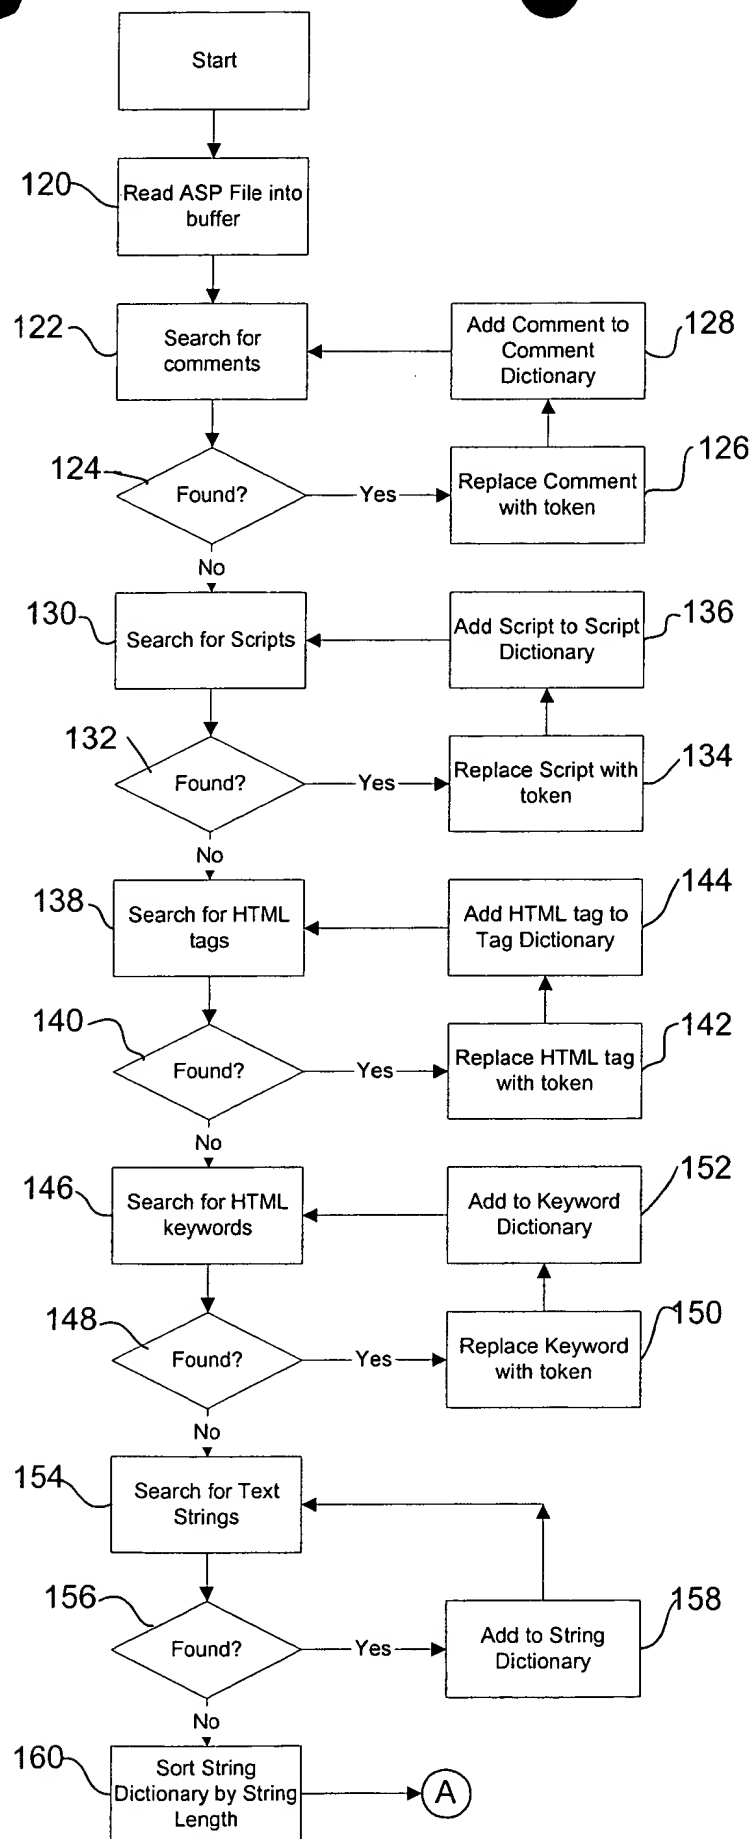 Start
120
Read ASP File into
buffer
122
Search for
comments
Add Comment to
Comment
Dictionary
128
124
Found?
Yes
Replace Comment
with token
126
No
130
Search for Scripts
Add Script to Script
Dictionary
136
132
Found?
Yes
Replace Script with
token
134
No
138
Search for HTML
tags
Add HTML tag to
Tag Dictionary
144
140
Found?
Yes
Replace HTML tag
with token
142
No
146
Search for HTML
keywords
Add to Keyword
Dictionary
152
148
Found?
Yes
Replace Keyword
with token
150
No
154
Search for Text
Strings
156
Found?
Yes
Add to String
Dictionary
158
No
160
Sort String
Dictionary by String
Length
A